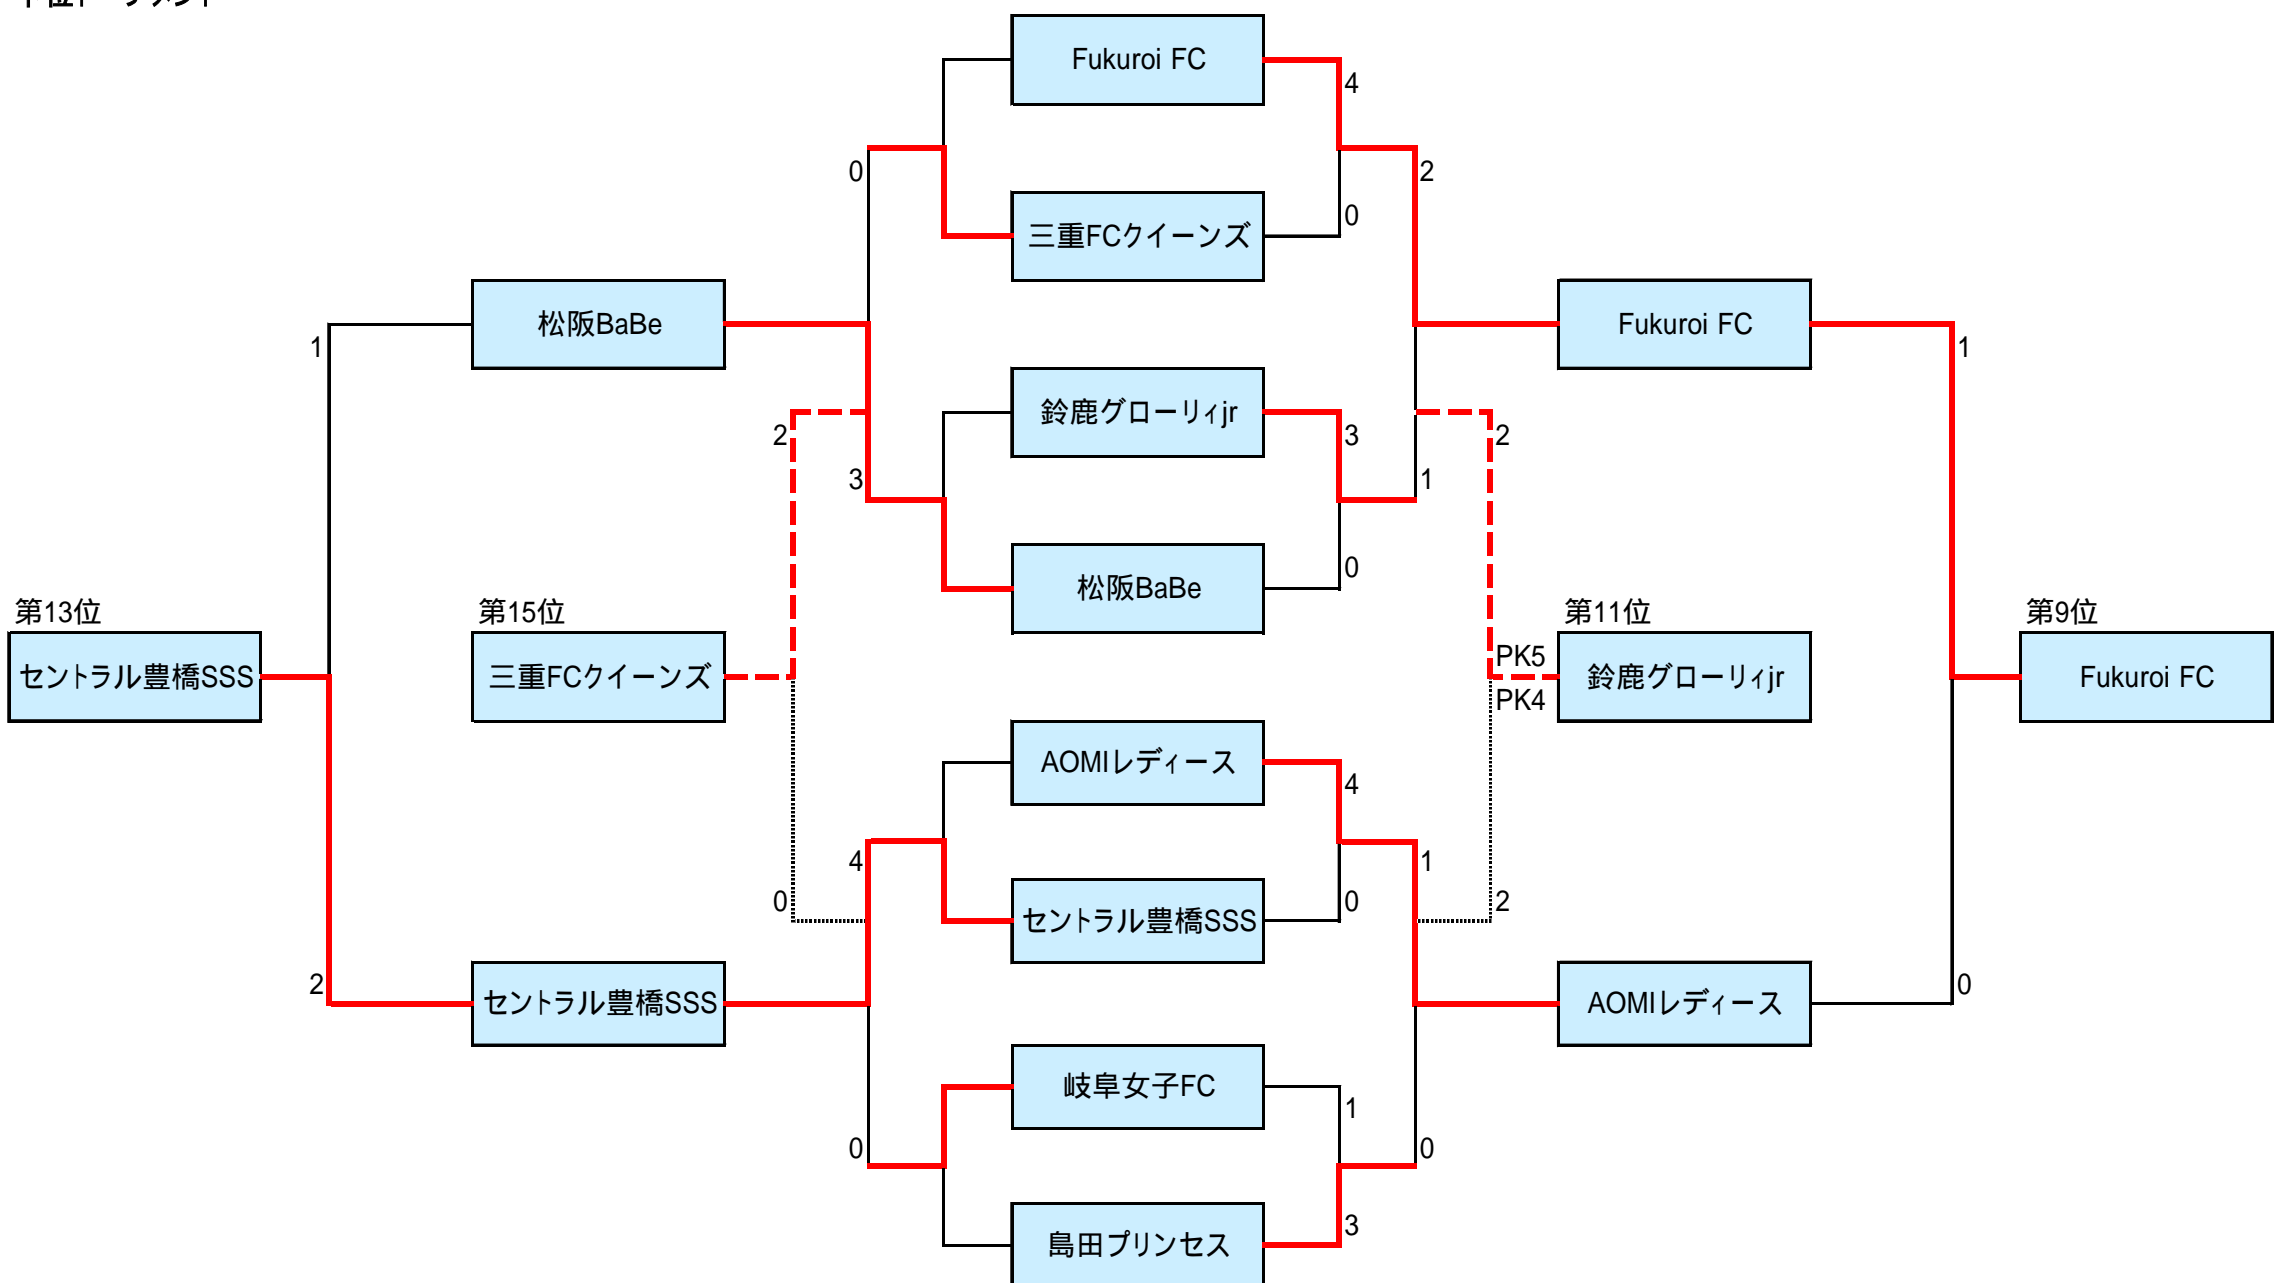 Fukuroi FC
4
0
2
三重FCクイーンズ
0
松阪BaBe
Fukuroi FC
1
1
鈴鹿グローリィjr
2
3
2
3
1
松阪BaBe
0
第13位
第15位
第11位
第9位
セントラル豊橋SSS
三重FCクイーンズ
PK5
PK4
鈴鹿グローリィjr
Fukuroi FC
AOMIレディース
4
4
1
0
セントラル豊橋SSS
0
2
2
セントラル豊橋SSS
AOMIレディース
0
岐阜女子FC
1
0
0
島田プリンセス
3